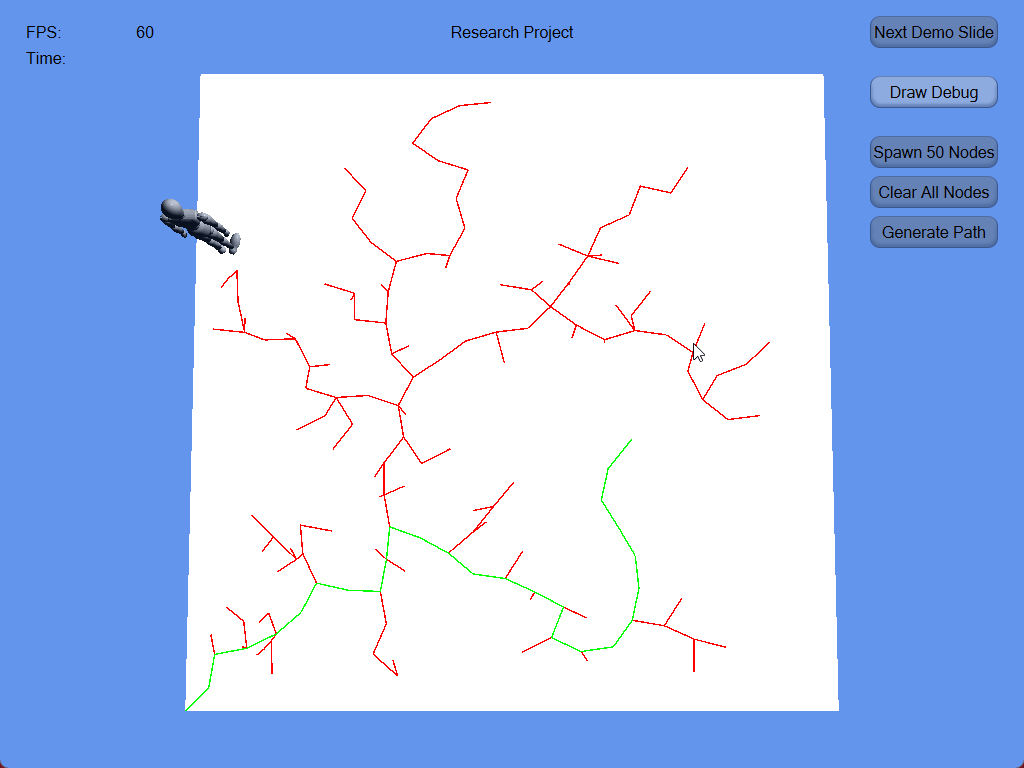 FPS: 60
Research Project
Next Demo Slide
Time:
Draw Debug
Spawn 50 Nodes
Clear All Nodes
Generate Path